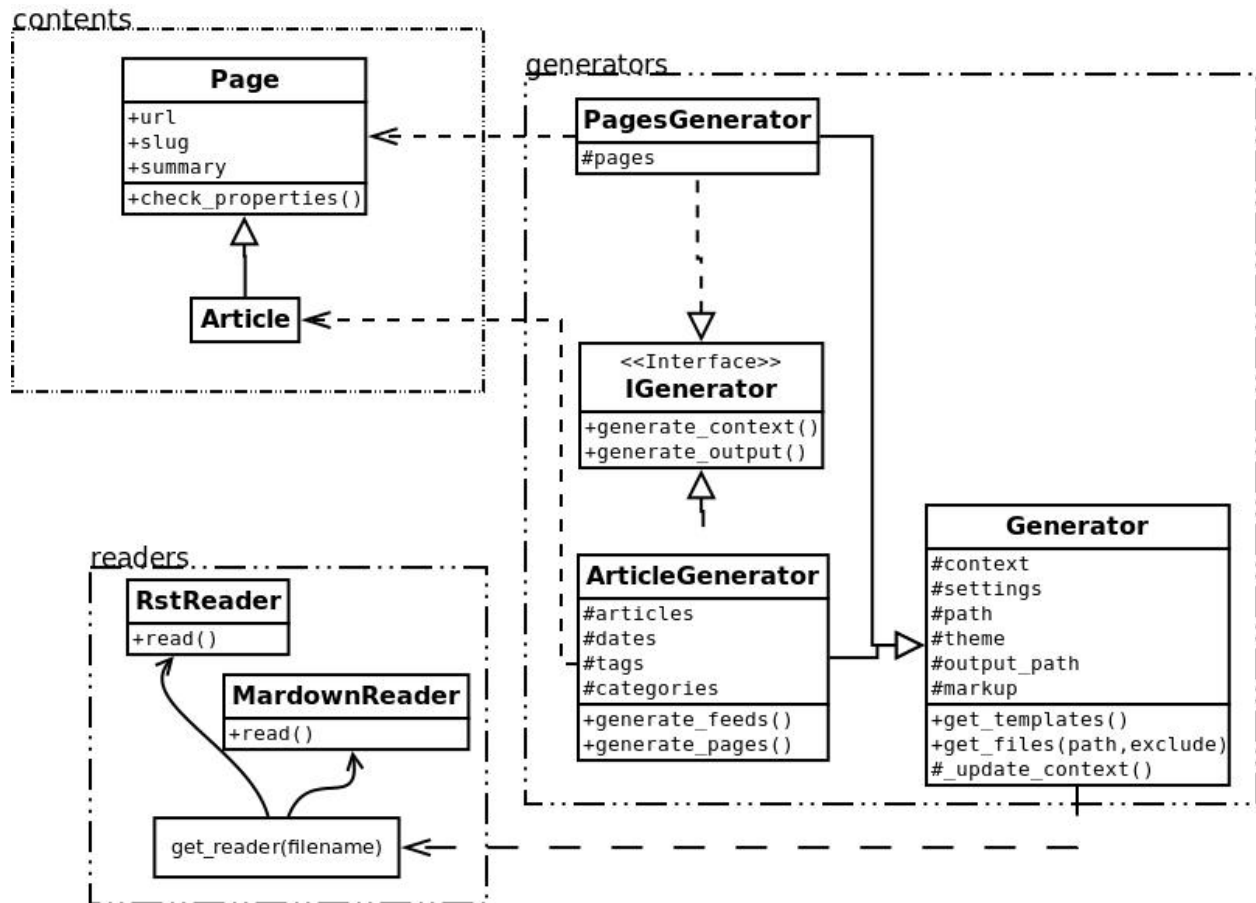 contents
Page
+url
+slug
+summary
+check_properties()
Article
generators
PagesGenerator
#pages
<<Interface>>
IGenerator
+generate_context()
+generate_output()
ArticleGenerator
#articles
#dates
#tags
#categories
+generate_feeds()
+generate_pages()
Generator
#context
#settings
#path
#theme
#output_path
#markup
+get_templates()
+get_files(path,exclude)
#_update_context()
readers
RstReader
+read()
MardownReader
+read()
get_reader(filename)